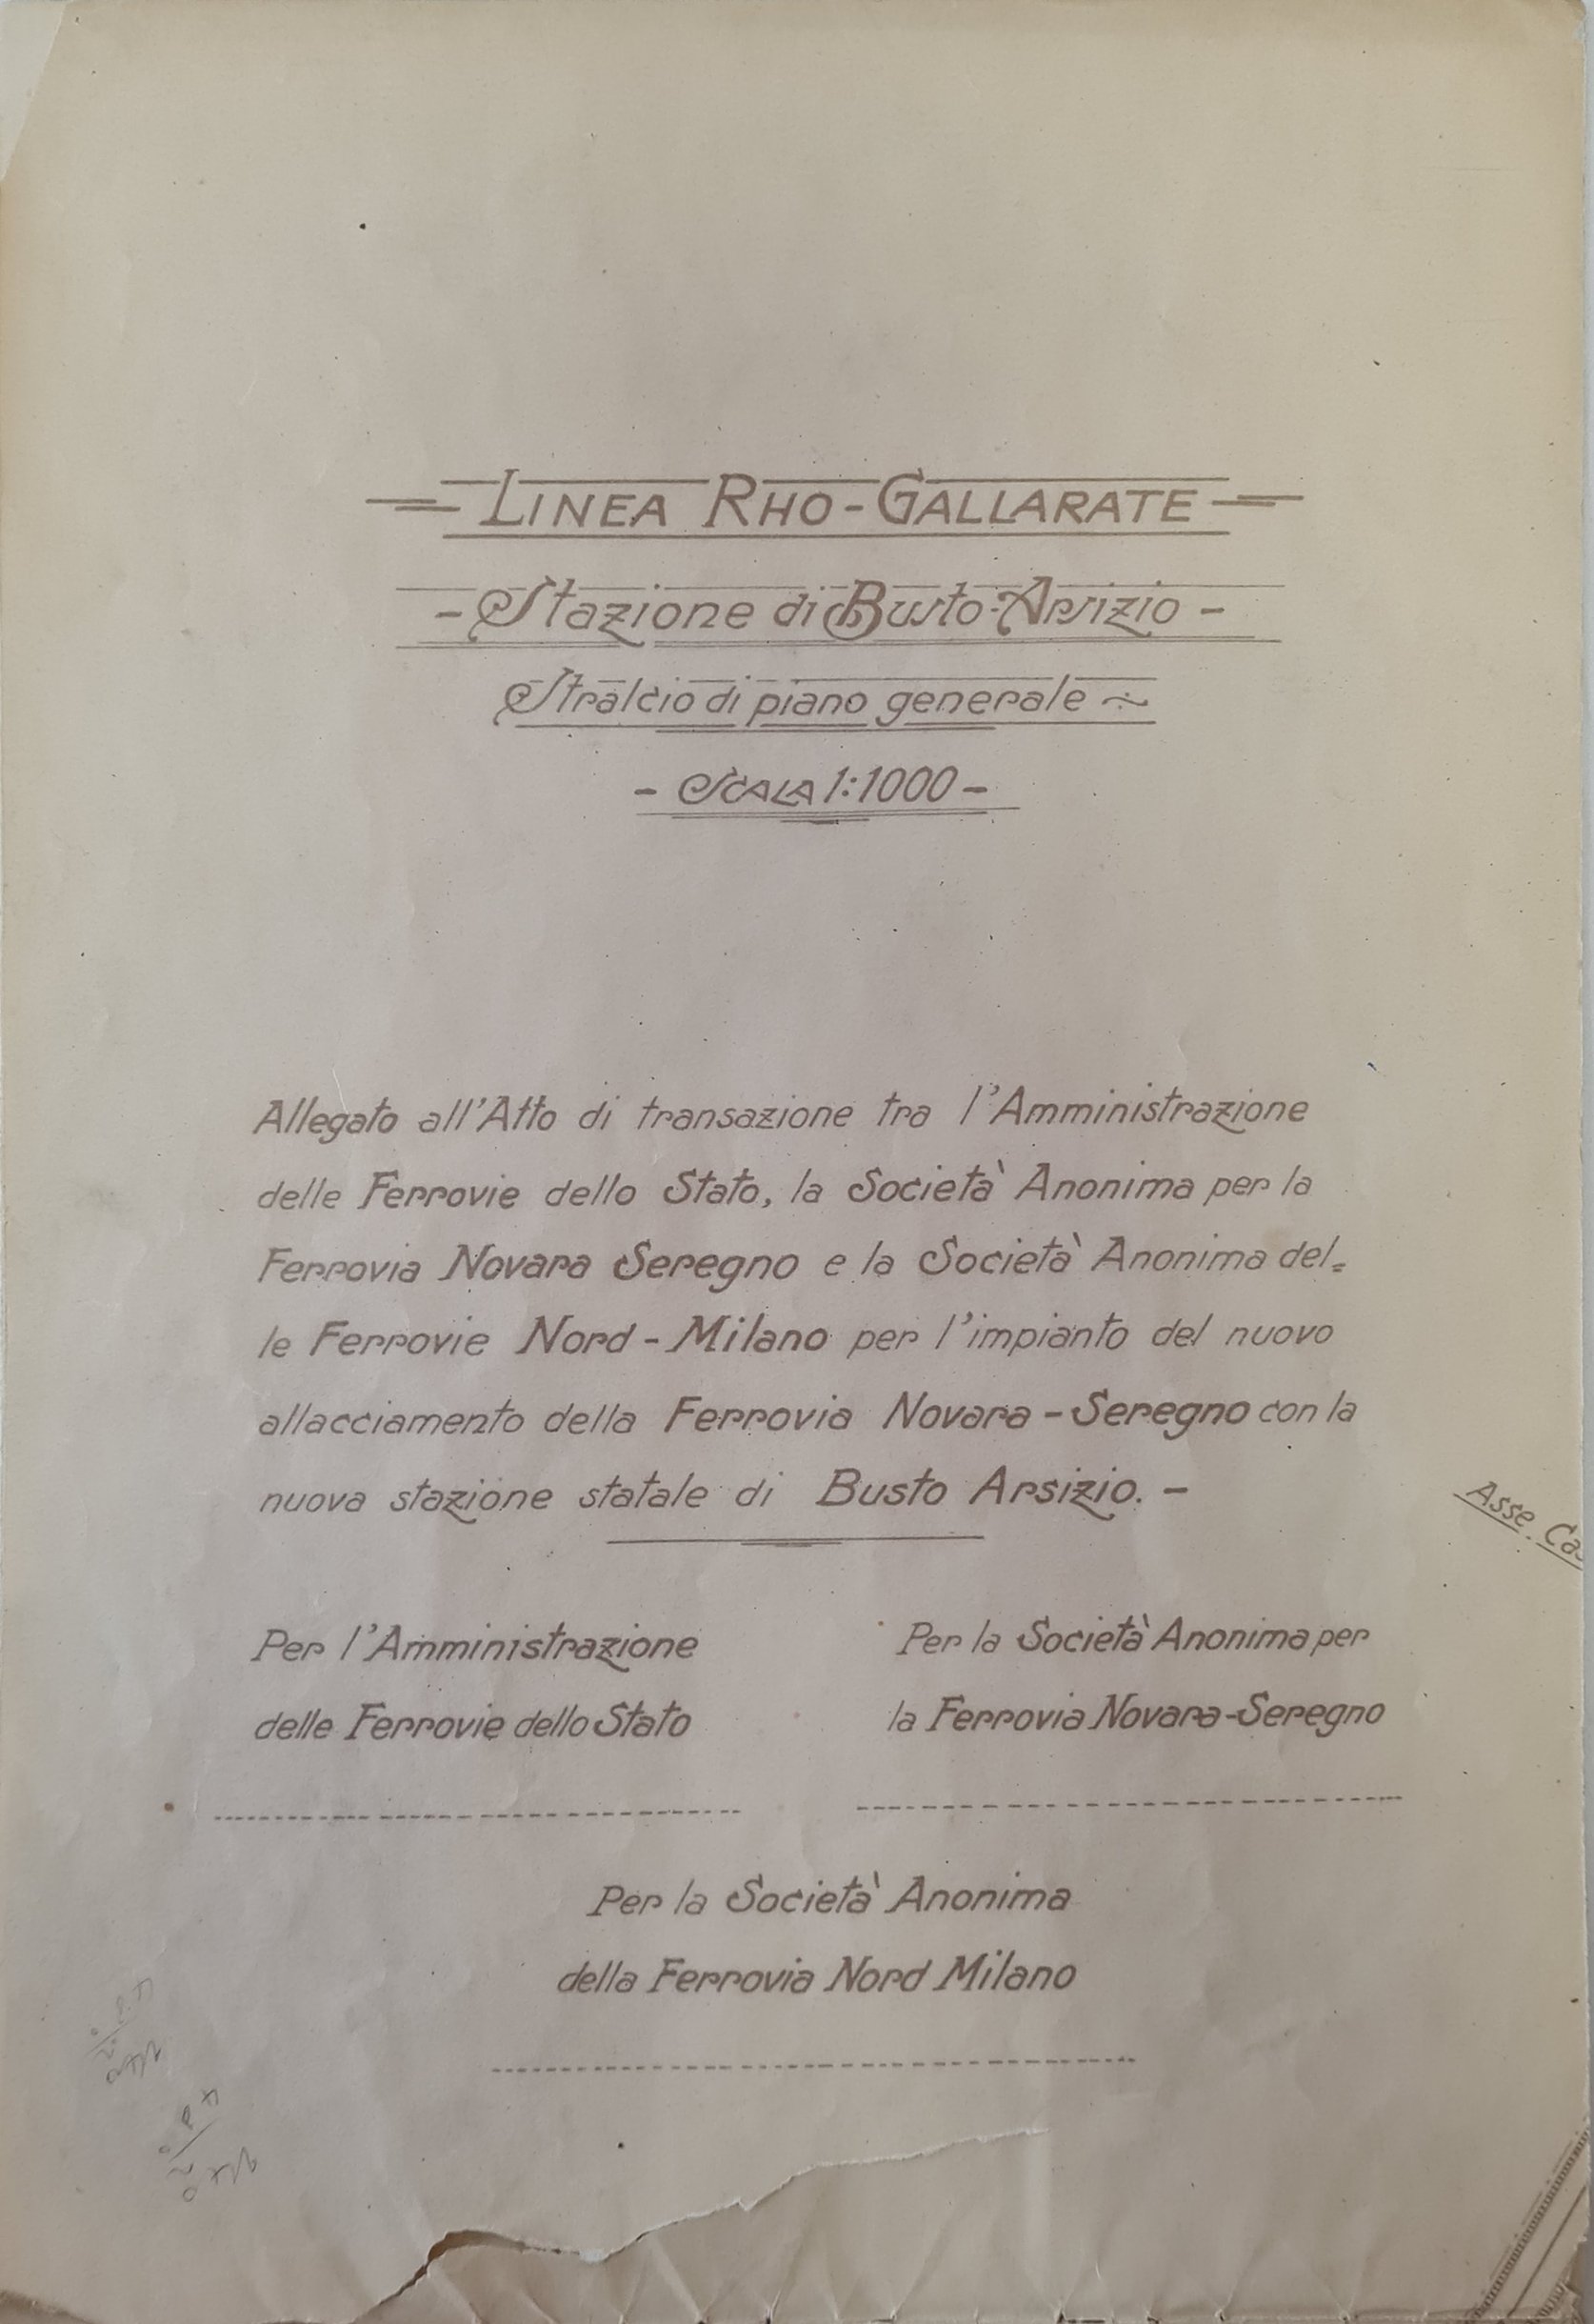 LINEA RHO-GALLARATE
- Stazione di Busto-Arsizio -
Stralcio di piano generale ~
- SCALA 1:1000 -
Allegato all'Atto di transazione tra l'Amministrazione
delle Ferrovie dello Stato, la Società Anonima per la
Ferrovia Novara Seregno e la Società Anonima del=
le Ferrovie Nord-Milano per l'impianto del nuovo
allacciamento della Ferrovia Novara-Seregno con la
nuova stazione statale di Busto Arsizio. -
Asse
Per l'Amministrazione
delle Ferrovie dello Stato
Per la Società Anonima per
la Ferrovia Novara-Seregno
Per la Società Anonima
della Ferrovia Nord Milano